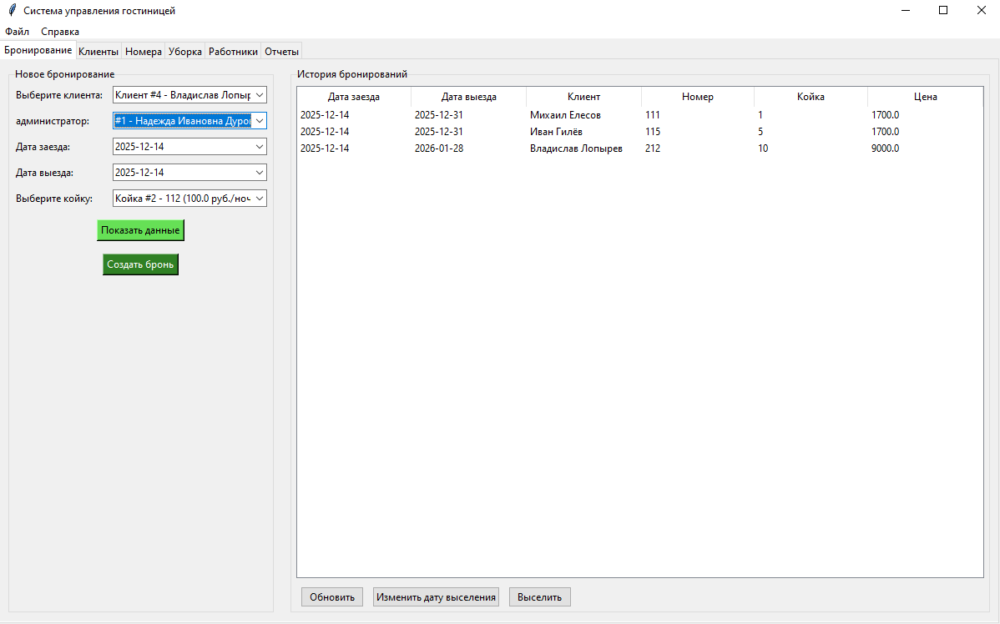 Система управления гостиницей
Файл Справка
Бронирование Клиенты Номера Уборка Работники Отчеты
Новое бронирование
Выберите клиента: Клиент #4 - Владислав Лопыр
администратор: #1 - Надежда Ивановна Дуров
Дата заезда: 2025-12-14
Дата выезда: 2025-12-14
Выберите койку: Койка #2 - 112 (100.0 руб./ноч
Показать данные
Создать бронь
История бронирований
Дата заезда Дата выезда Клиент Номер Койка Цена
2025-12-14 2025-12-31 Михаил Елесов 111 1 1700.0
2025-12-14 2025-12-31 Иван Гилёв 115 5 1700.0
2025-12-14 2026-01-28 Владислав Лопырев 212 10 9000.0
Обновить Изменить дату выселения Выселить